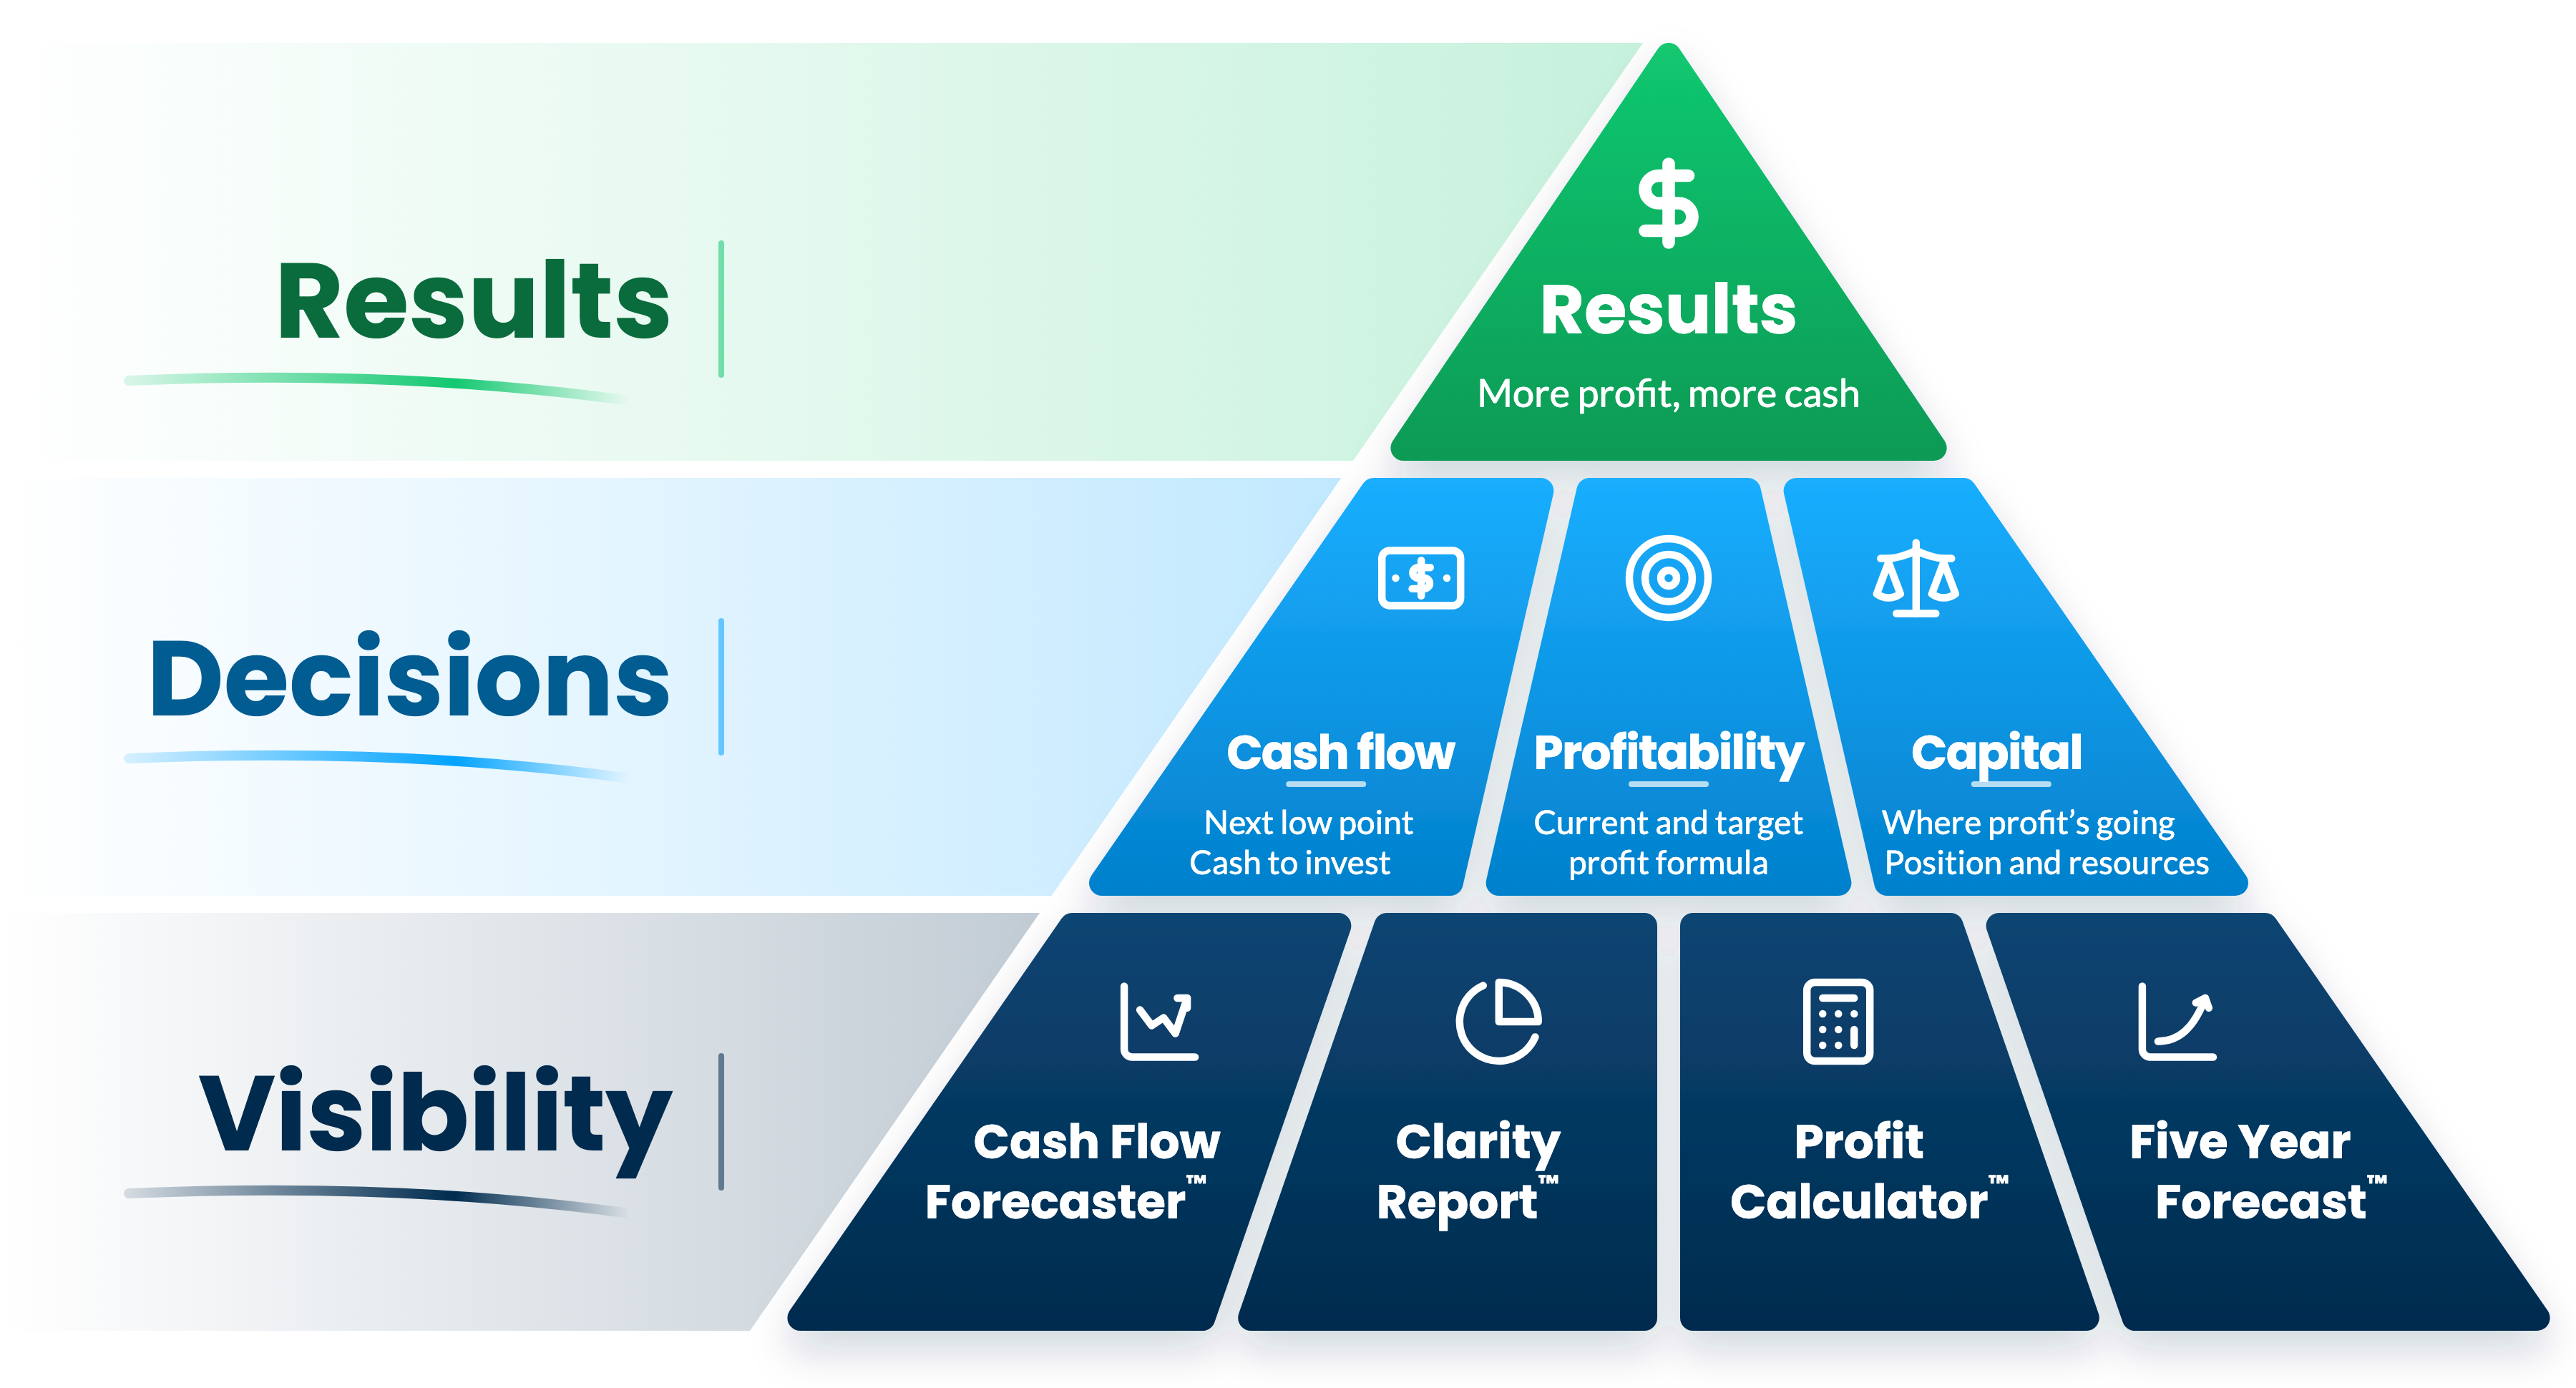 Results
$
Results
More profit, more cash
Decisions
$
Cash flow
Next low point
Cash to invest
Profitability
Current and target
profit formula
Capital
Where profit’s going
Position and resources
Visibility
Cash Flow
Forecaster™
Clarity
Report™
Profit
Calculator™
Five Year
Forecast™